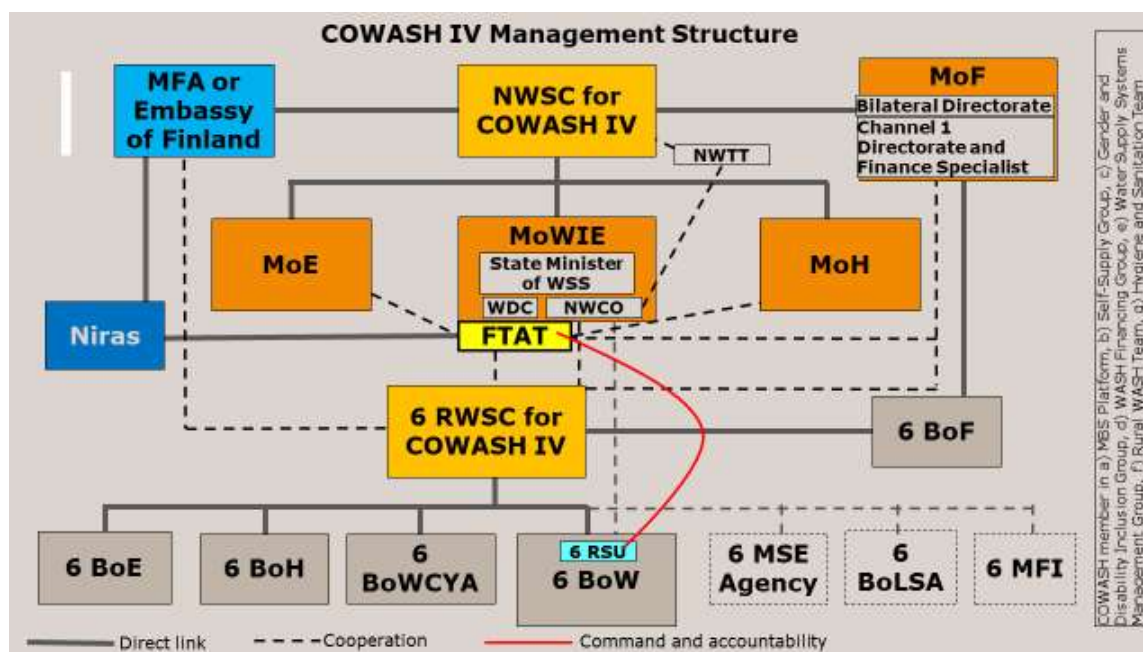 COWASH IV Management Structure
MFA or
Embassy
of Finland
NWSC for
COWASH IV
MoF
Bilateral Directorate
Channel 1
Directorate and
Finance Specialist
NWTT
MoE
MoWIE
State Minister
of WSS
WDC
NWCO
FTAT
MoH
Niras
6 RWSC for
COWASH IV
6 BoF
6 BoE
6 BoH
6
BoWCYA
6 RSU
6 BoW
6 MSE
Agency
6
BoLSA
6 MFI
Direct link
Cooperation
Command and accountability
COWASH member in a) MBS Platform, b) Self-Supply Group, c) Gender and
Disability Inclusion Group, d) WASH Financing Group, e) Water Supply Systems
Management Group, f) Rural WASH Team, g) Hygiene and Sanitation Team